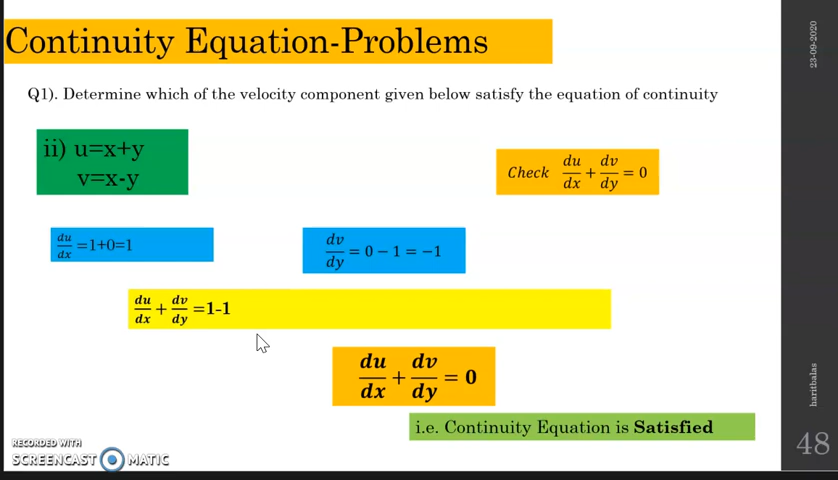 Continuity Equation-Problems
Q1). Determine which of the velocity component given below satisfy the equation of continuity
ii) u=x+y
v=x-y
Check du/dx + dv/dy = 0
du/dx =1+0=1
dv/dy = 0 − 1 = −1
du/dx + dv/dy =1-1
du/dx + dv/dy = 0
i.e. Continuity Equation is Satisfied
23-09-2020
harithalas
48
RECORDED WITH
SCREENCAST MATIC